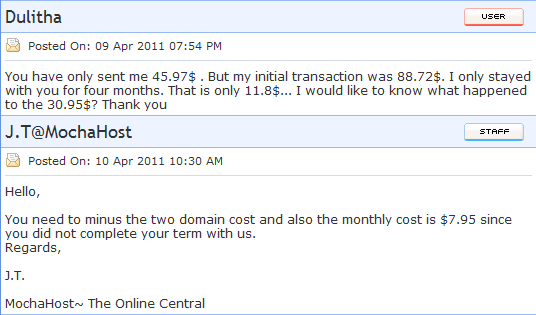 Dulitha
USER
Posted On: 09 Apr 2011 07:54 PM
You have only sent me 45.97$ . But my initial transaction was 88.72$. I only stayed
with you for four months. That is only 11.8$... I would like to know what happened
to the 30.95$? Thank you
J.T@MochaHost
STAFF
Posted On: 10 Apr 2011 10:30 AM
Hello,
You need to minus the two domain cost and also the monthly cost is $7.95 since
you did not complete your term with us.
Regards,
J.T.
MochaHost~ The Online Central